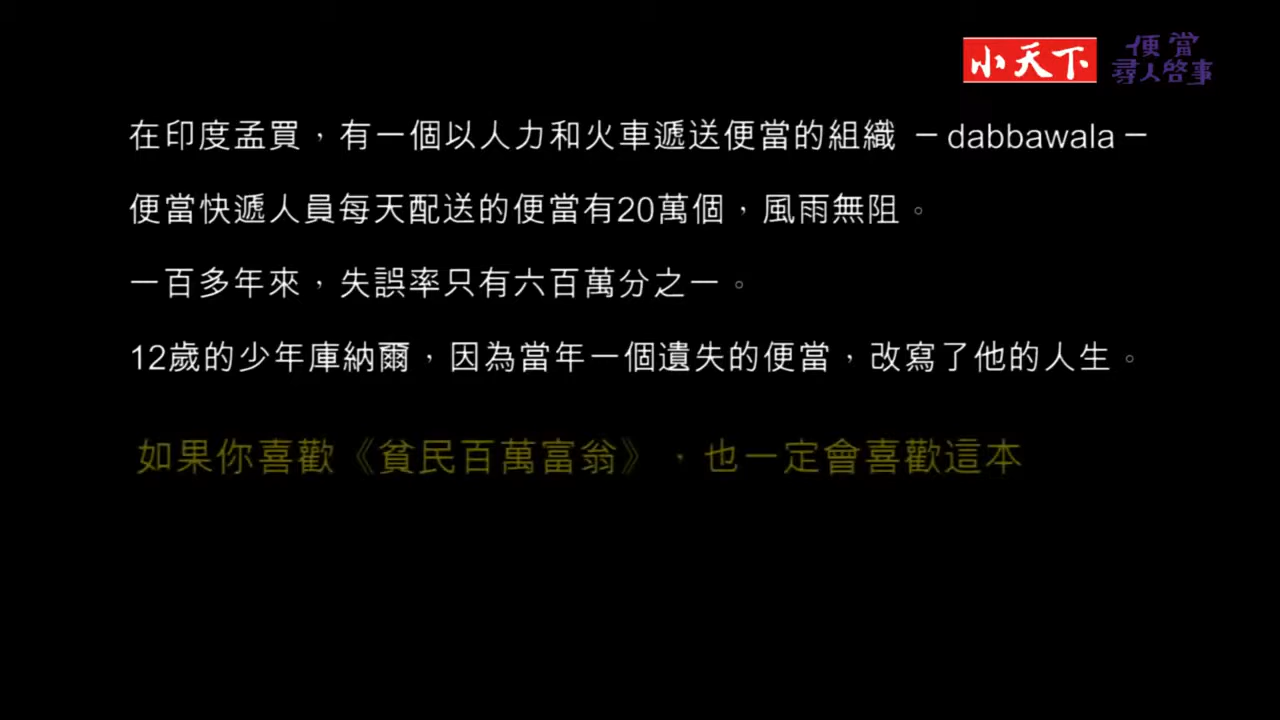 小天下
便當
尋人啓事
在印度孟買，有一個以人力和火車遞送便當的組織 －dabbawala－
便當快遞人員每天配送的便當有20萬個，風雨無阻。
一百多年來，失誤率只有六百萬分之一。
12歲的少年庫納爾，因為當年一個遺失的便當，改寫了他的人生。
如果你喜歡《貧民百萬富翁》，也一定會喜歡這本